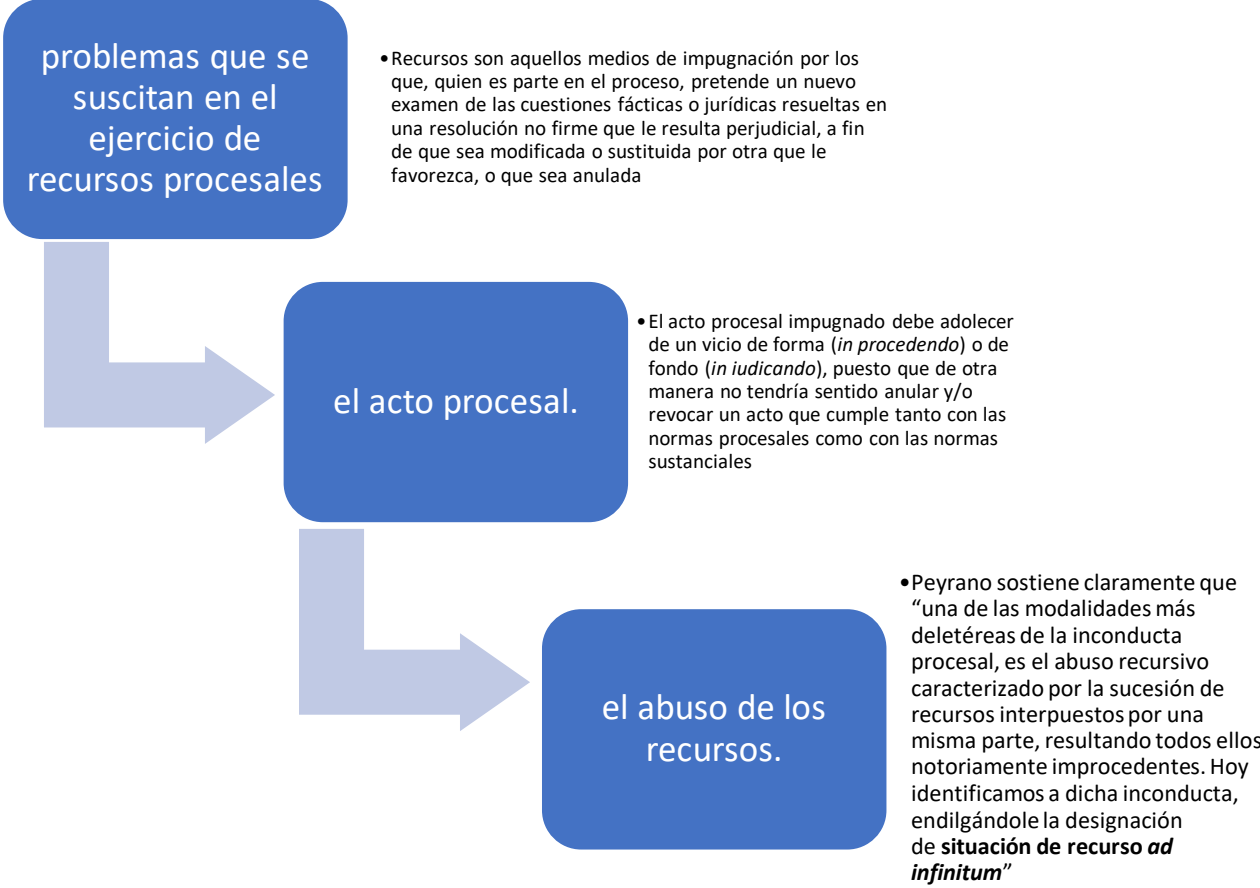 problemas que se
suscitan en el
ejercicio de
recursos procesales
•Recursos son aquellos medios de impugnación por los
que, quien es parte en el proceso, pretende un nuevo
examen de las cuestiones fácticas o jurídicas resueltas en
una resolución no firme que le resulta perjudicial, a fin
de que sea modificada o sustituida por otra que le
favorezca, o que sea anulada
el acto procesal.
•El acto procesal impugnado debe adolecer
de un vicio de forma (in procedendo) o de
fondo (in iudicando), puesto que de otra
manera no tendría sentido anular y/o
revocar un acto que cumple tanto con las
normas procesales como con las normas
sustanciales
el abuso de los
recursos.
•Peyrano sostiene claramente que
“una de las modalidades más
deletéreas de la inconducta
procesal, es el abuso recursivo
caracterizado por la sucesión de
recursos interpuestos por una
misma parte, resultando todos ellos
notoriamente improcedentes. Hoy
identificamos a dicha inconducta,
endilgándole la designación
de situación de recurso ad
infinitum”